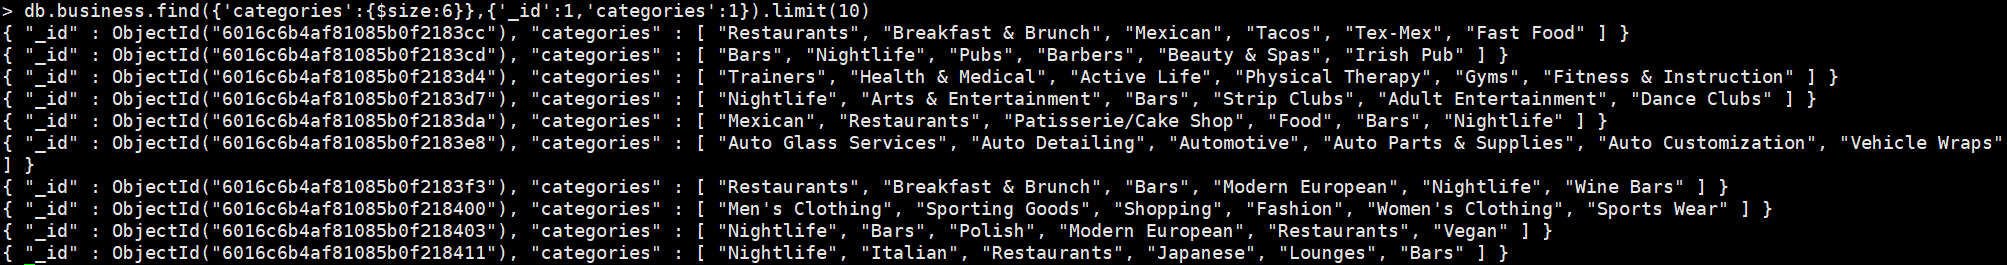 > db.business.find({'categories':{$size:6}},{'_id':1,'categories':1}).limit(10)
{ "_id" : ObjectId("6016c6b4af81085b0f2183cc"), "categories" : [ "Restaurants", "Breakfast & Brunch", "Mexican", "Tacos", "Tex-Mex", "Fast Food" ] }
{ "_id" : ObjectId("6016c6b4af81085b0f2183cd"), "categories" : [ "Bars", "Nightlife", "Pubs", "Barbers", "Beauty & Spas", "Irish Pub" ] }
{ "_id" : ObjectId("6016c6b4af81085b0f2183d4"), "categories" : [ "Trainers", "Health & Medical", "Active Life", "Physical Therapy", "Gyms", "Fitness & Instruction" ] }
{ "_id" : ObjectId("6016c6b4af81085b0f2183d7"), "categories" : [ "Nightlife", "Arts & Entertainment", "Bars", "Strip Clubs", "Adult Entertainment", "Dance Clubs" ] }
{ "_id" : ObjectId("6016c6b4af81085b0f2183da"), "categories" : [ "Mexican", "Restaurants", "Patisserie/Cake Shop", "Food", "Bars", "Nightlife" ] }
{ "_id" : ObjectId("6016c6b4af81085b0f2183e8"), "categories" : [ "Auto Glass Services", "Auto Detailing", "Automotive", "Auto Parts & Supplies", "Auto Customization", "Vehicle Wraps"
] }
{ "_id" : ObjectId("6016c6b4af81085b0f2183f3"), "categories" : [ "Restaurants", "Breakfast & Brunch", "Bars", "Modern European", "Nightlife", "Wine Bars" ] }
{ "_id" : ObjectId("6016c6b4af81085b0f218400"), "categories" : [ "Men's Clothing", "Sporting Goods", "Shopping", "Fashion", "Women's Clothing", "Sports Wear" ] }
{ "_id" : ObjectId("6016c6b4af81085b0f218403"), "categories" : [ "Nightlife", "Bars", "Polish", "Modern European", "Restaurants", "Vegan" ] }
{ "_id" : ObjectId("6016c6b4af81085b0f218411"), "categories" : [ "Nightlife", "Italian", "Restaurants", "Japanese", "Lounges", "Bars" ] }